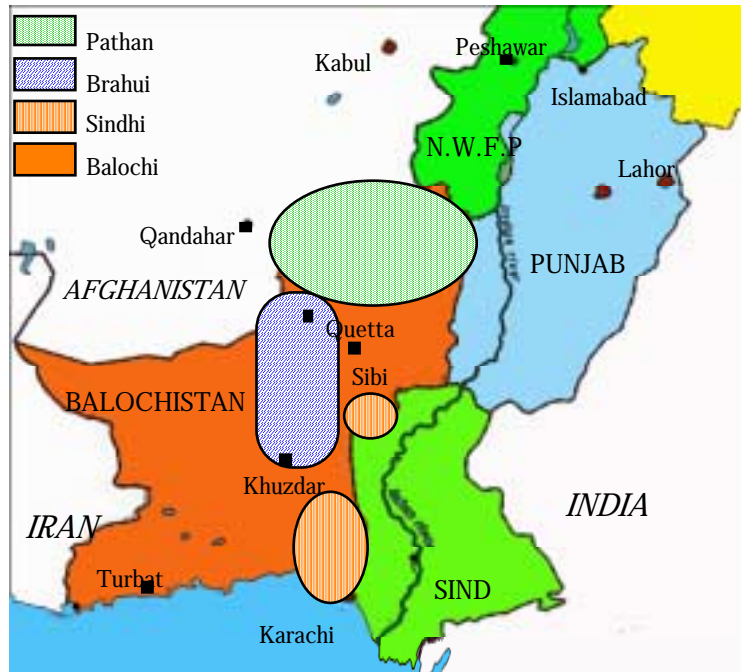 Pathan
Brahui
Sindhi
Balochi
Kabul
Peshawar
Islamabad
N.W.F.P
Lahor
Qandahar
PUNJAB
AFGHANISTAN
Quetta
Sibi
BALOCHISTAN
Khuzdar
INDIA
IRAN
Turbat
SIND
Karachi